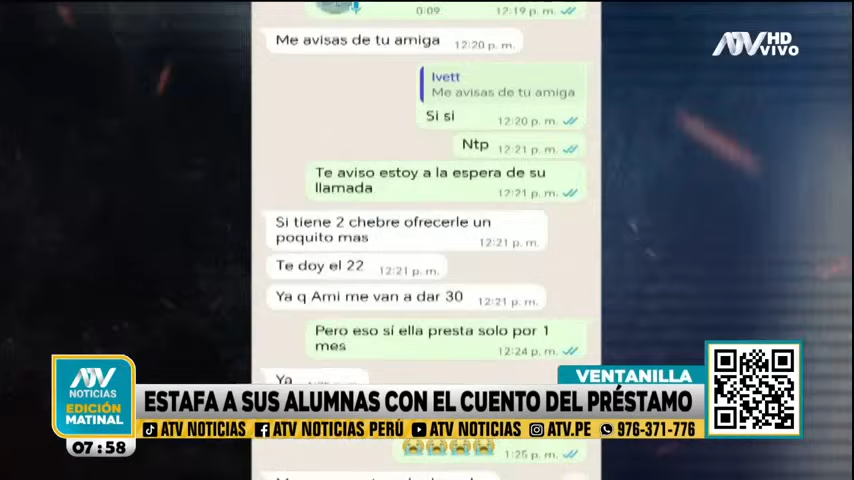 0:09
12:19 p. m.
Me avisas de tu amiga
12:20 p. m.
Ivett
Me avisas de tu amiga
Si si
12:20 p. m.
Ntp
12:21 p. m.
Te aviso estoy a la espera de su
llamada
12:21 p. m.
Si tiene 2 chebre ofrecerle un
poquito mas
12:21 p. m.
Te doy el 22
12:21 p. m.
Ya q Ami me van a dar 30
12:21 p. m.
Pero eso sí ella presta solo por 1
mes
12:24 p. m.
Ya
1:25 p. m.
ATV HD
VIVO
VENTANILLA
ATV
NOTICIAS
EDICIÓN
MATINAL
07:58
ESTAFA A SUS ALUMNAS CON EL CUENTO DEL PRÉSTAMO
ATV NOTICIAS ATV NOTICIAS PERÚ ATV NOTICIAS ATV.PE 976-371-776